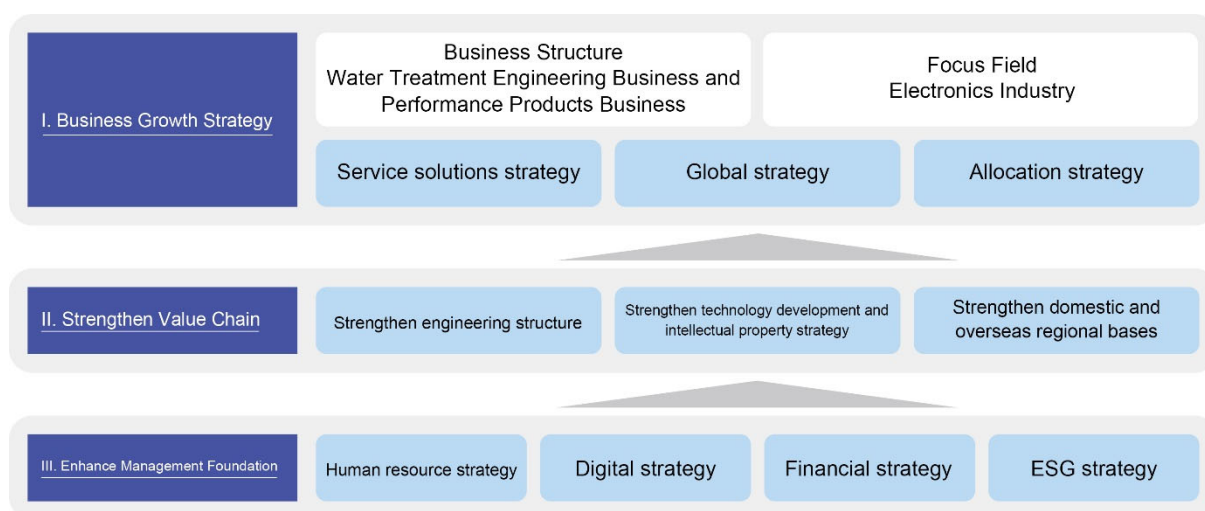 I. Business Growth Strategy
Business Structure
Water Treatment Engineering Business and
Performance Products Business
Focus Field
Electronics Industry
Service solutions strategy
Global strategy
Allocation strategy
II. Strengthen Value Chain
Strengthen engineering structure
Strengthen technology development and
intellectual property strategy
Strengthen domestic and
overseas regional bases
III. Enhance Management Foundation
Human resource strategy
Digital strategy
Financial strategy
ESG strategy